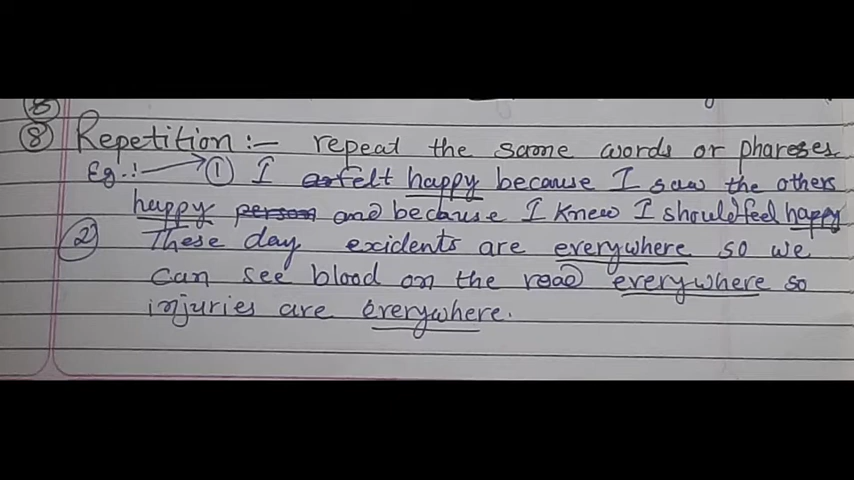 8
8 Repetition :- repeat the same words or phareses.
Eg.:- → 1 I felt happy because I saw the others
happy person and because I knew I should feel happy
2 These day exidents are everywhere so we
can see blood on the road everywhere so
injuries are everywhere.